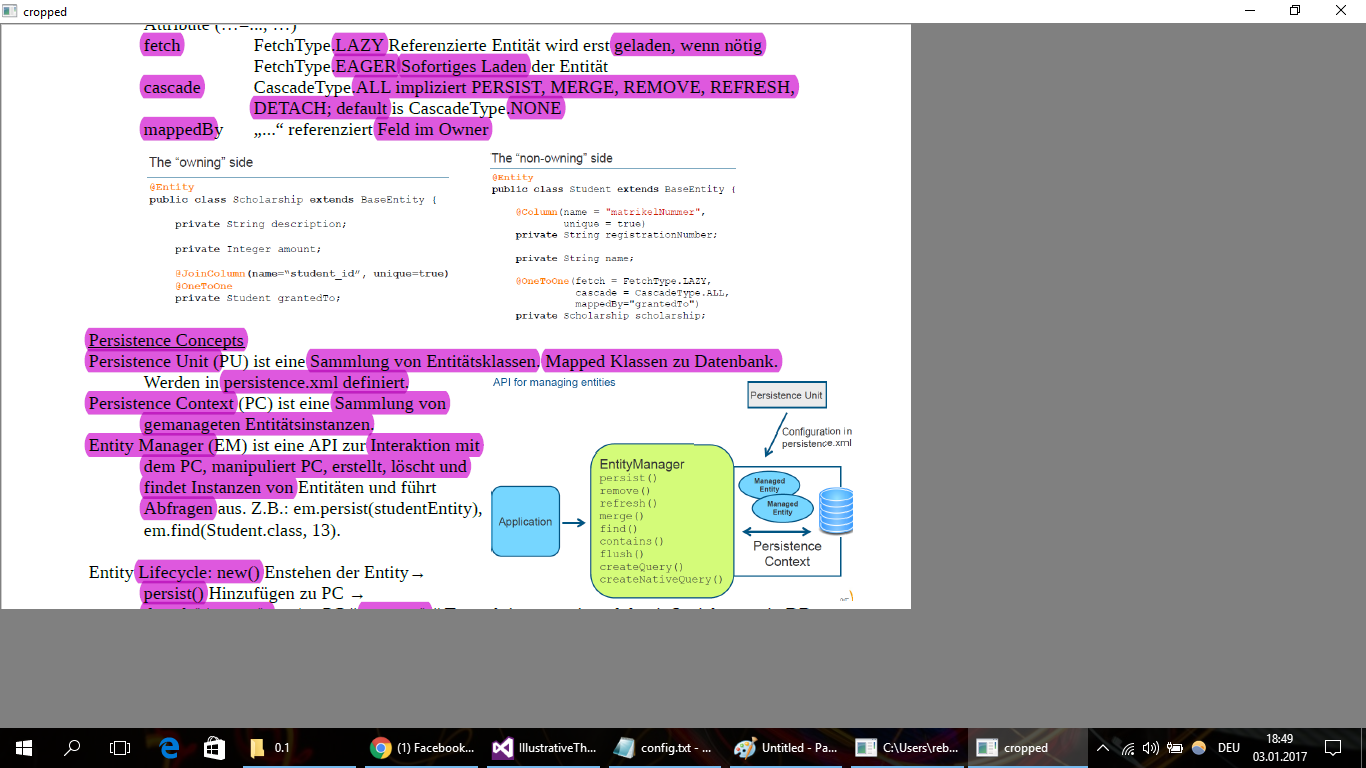 cropped
Attribute (…=..., …)
fetch FetchType.LAZY Referenzierte Entität wird erst geladen, wenn nötig
FetchType.EAGER Sofortiges Laden der Entität
cascade CascadeType.ALL impliziert PERSIST, MERGE, REMOVE, REFRESH,
DETACH; default is CascadeType.NONE
mappedBy „...“ referenziert Feld im Owner
The “owning” side
@Entity
public class Scholarship extends BaseEntity {
private String description;
private Integer amount;
@JoinColumn(name=“student_id”, unique=true)
@OneToOne
private Student grantedTo;
The “non-owning” side
@Entity
public class Student extends BaseEntity {
@Column(name = "matrikelNummer",
unique = true)
private String registrationNumber;
private String name;
@OneToOne(fetch = FetchType.LAZY,
cascade = CascadeType.ALL,
mappedBy="grantedTo")
private Scholarship scholarship;
Persistence Concepts
Persistence Unit (PU) ist eine Sammlung von Entitätsklassen. Mapped Klassen zu Datenbank.
Werden in persistence.xml definiert.
Persistence Context (PC) ist eine Sammlung von
gemanageten Entitätsinstanzen.
Entity Manager (EM) ist eine API zur Interaktion mit
dem PC, manipuliert PC, erstellt, löscht und
findet Instanzen von Entitäten und führt
Abfragen aus. Z.B.: em.persist(studentEntity),
em.find(Student.class, 13).
API for managing entities
Persistence Unit
Configuration in
persistence.xml
EntityManager
persist()
remove()
refresh()
merge()
find()
contains()
flush()
createQuery()
createNativeQuery()
Application
Managed
Entity
Managed
Entity
Persistence
Context
Entity Lifecycle: new() Enstehen der Entity→
persist() Hinzufügen zu PC →
0.1
(1) Facebook...
IllustrativeTh...
config.txt - ...
Untitled - Pa...
C:\Users\reb...
cropped
DEU
18:49
03.01.2017